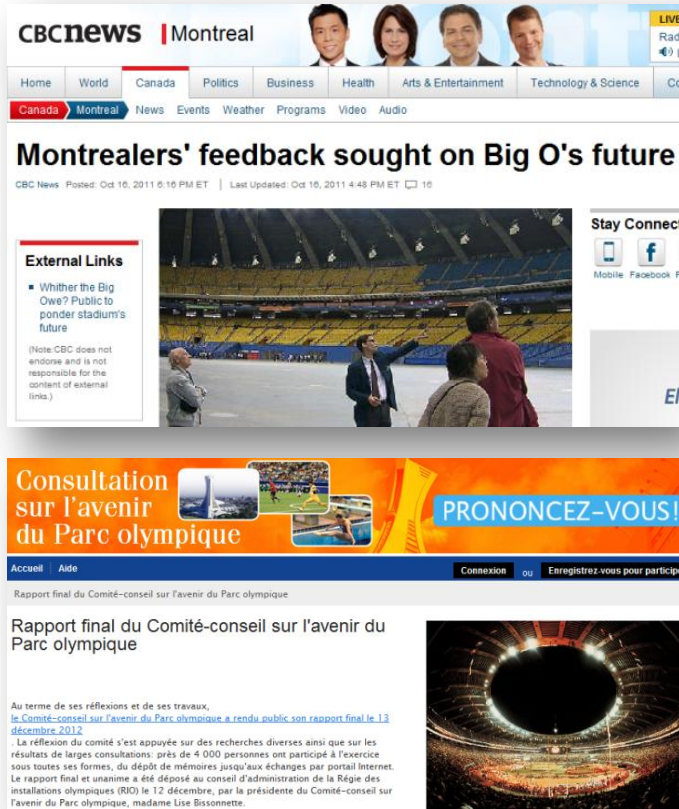 CBCnews | Montreal
LIVE
Home World Canada Politics Business Health Arts & Entertainment Technology & Science
Canada Montreal News Events Weather Programs Video Audio
Montrealers' feedback sought on Big O's future
CBC News Posted: Oct 16, 2011 6:16 PM ET | Last Updated: Oct 16, 2011 4:48 PM ET 16
External Links
Whither the Big
Owe? Public to
ponder stadium's
future
(Note:CBC does not
endorse and is not
responsible for the
content of external
links.)
Stay Connect
Mobile Facebook
Consultation
sur l'avenir
du Parc olympique
PRONONCEZ-VOUS!
Accueil Aide
Connexion ou Enregistrez-vous pour particip
Rapport final du Comité-conseil sur l'avenir du Parc olympique
Rapport final du Comité-conseil sur l'avenir du
Parc olympique
Au terme de ses réflexions et de ses travaux,
le Comité-conseil sur l'avenir du Parc olympique a rendu public son rapport final le 13
décembre 2012
. La réflexion du comité s'est appuyée sur des recherches diverses ainsi que sur les
résultats de larges consultations: près de 4 000 personnes ont participé à l'exercice
sous toutes ses formes, du dépôt de mémoires jusqu'aux échanges par portail Internet.
Le rapport final et unanime a été déposé au conseil d'administration de la Régie des
installations olympiques (RIO) le 12 décembre, par la présidente du Comité-conseil sur
l'avenir du Parc olympique, madame Lise Bissonnette.